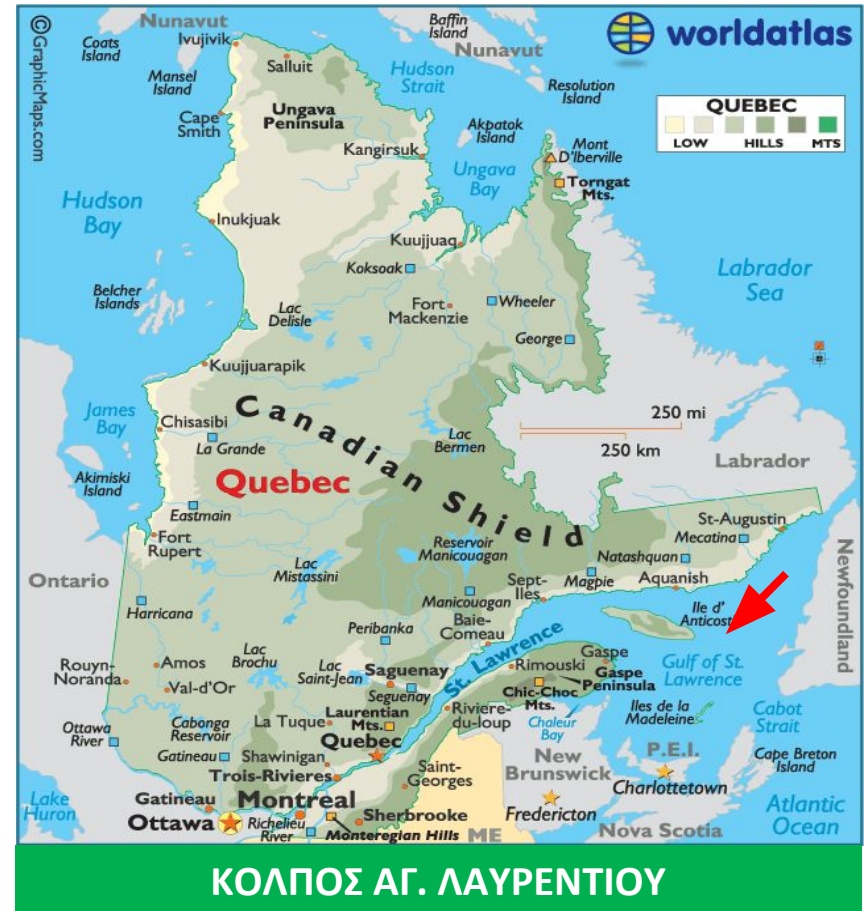 ©GraphicMaps.com
worldatlas
QUEBEC
LOW HILLS MTS
Nunavut
Coats
Island
Ivujivik
Mansel
Island
Salluit
Baffin
Island
Nunavut
Hudson
Strait
Resolution
Island
Cape
Smith
Ungava
Peninsula
Akpatok
Island
Mont
D'Iberville
Kangirsuk
Ungava
Bay
Torngat
Mts.
Hudson
Bay
Inukjuak
Kuujjuaq
Koksoak
Labrador
Sea
Belcher
Islands
Lac
Delisle
Fort
Mackenzie
Wheeler
George
Kuujjuarapik
James
Bay
Chisasibi
La Grande
Canadian Shield
Lac
Bermen
250 mi
250 km
Labrador
Akimiski
Island
Quebec
Eastmain
Fort
Rupert
Reservoir
Manicouagan
St-Augustin
Mecatina
Natashquan
Newfoundland
Ontario
Lac
Mistassini
Sept-
Iles
Magpie
Aquanish
Harricana
Manicouagan
Baie-
Comeau
Ile d'
Anticost
Peribanka
St. Lawrence
Gulf of St.
Lawrence
Rouyn-
Noranda
Amos
Val-d'Or
Lac
Brochu
Lac
Saint-Jean
Saguenay
Seguenay
Rimouski
Gaspe
Gaspe
Peninsula
Chic-Choc
Mts.
Iles de la
Madeleine
Cabot
Strait
Ottawa
River
Cabonga
Reservoir
La Tuque
Laurentian
Mts.
Riviere-
du-loup
Chaleur
Bay
Gatineau
Shawinigan
Quebec
Trois-Rivieres
Saint-
Georges
New
Brunswick
P.E.I.
Charlottetown
Cape Breton
Island
Lake
Huron
Gatineau
Ottawa
Montreal
Richelieu
River
Sherbrooke
Monteregian Hills
ME
Fredericton
Nova Scotia
Atlantic
Ocean
ΚΟΛΠΟΣ ΑΓ. ΛΑΥΡΕΝΤΙΟΥ